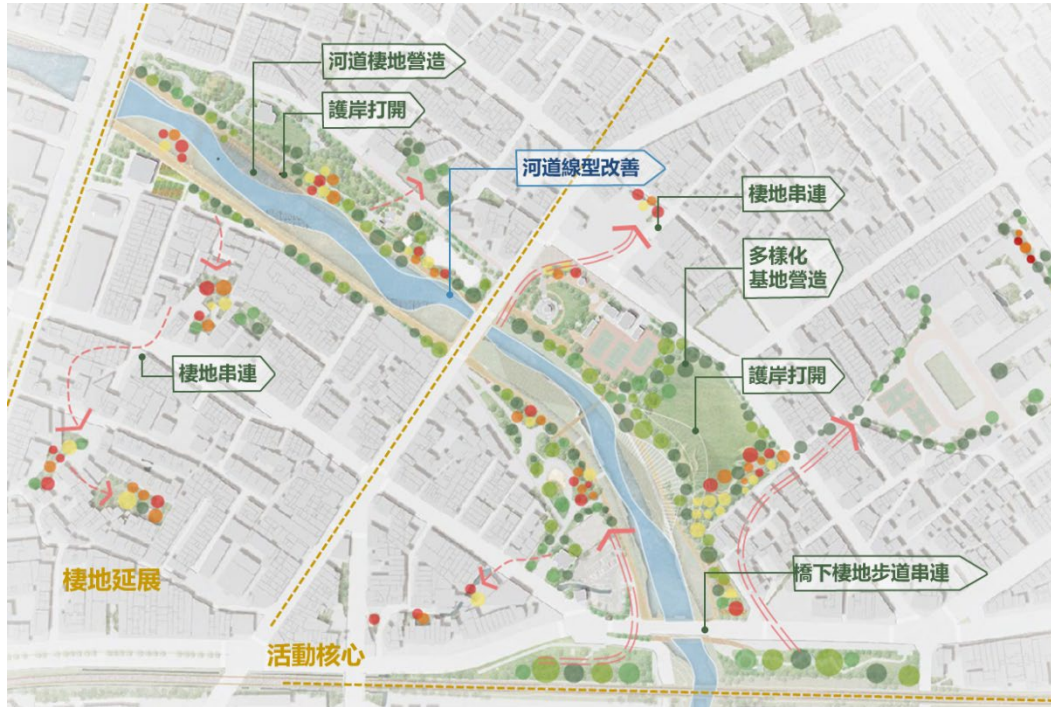 河道棲地營造
護岸打開
河道線型改善
棲地串連
多樣化
基地營造
護岸打開
棲地串連
橋下棲地步道串連
棲地延展
活動核心